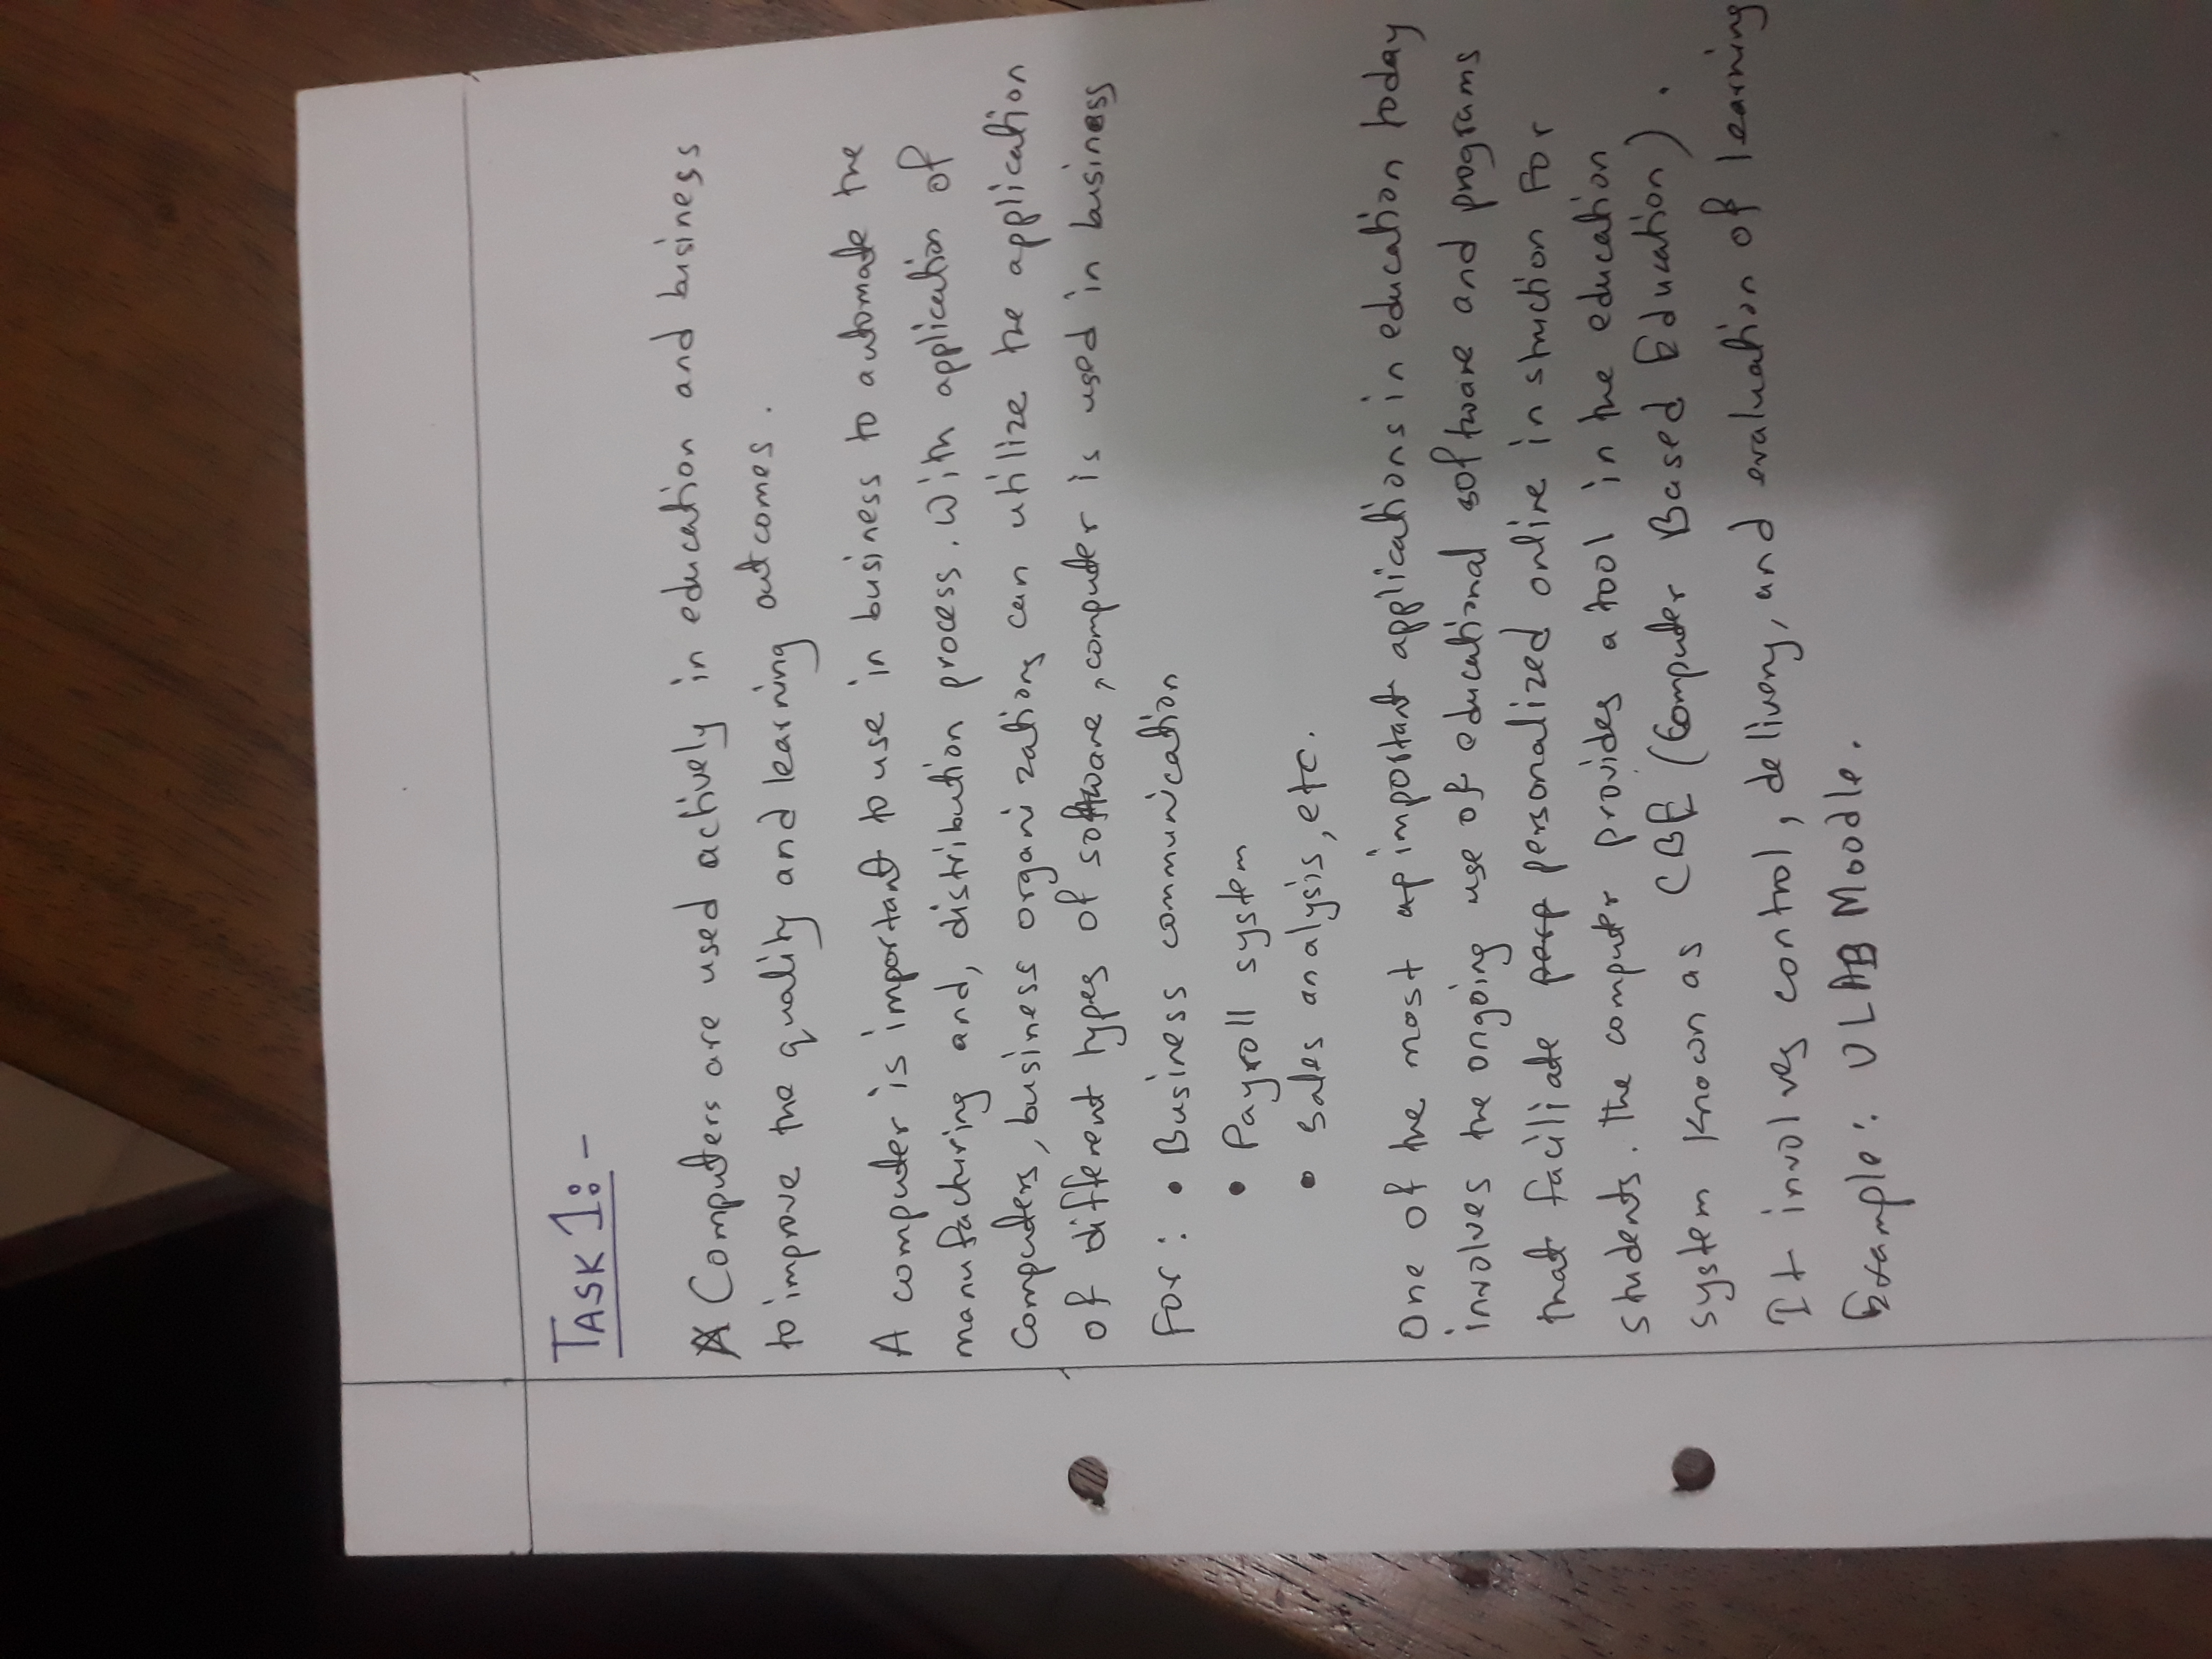 TASK 1: -
Computers are used actively in education and business
to improve the quality and learning outcomes.
A computer is important to use in business to automate the
manufacturing and, distribution process. With application of
computers, business organizations can utilize the application
of different types of software, computer is used in business
For: • Business communication
• Payroll system
• Sales analysis, etc.
One of the most ap important applications in education today
involves the ongoing use of educational software and programs
that faciliate perp personalized online instruction For
students. The computer provides a tool in the education
system known as CBE (Computer Based Education).
It involves control, delivery, and evaluation of learning
Example: ULAB Moodle.